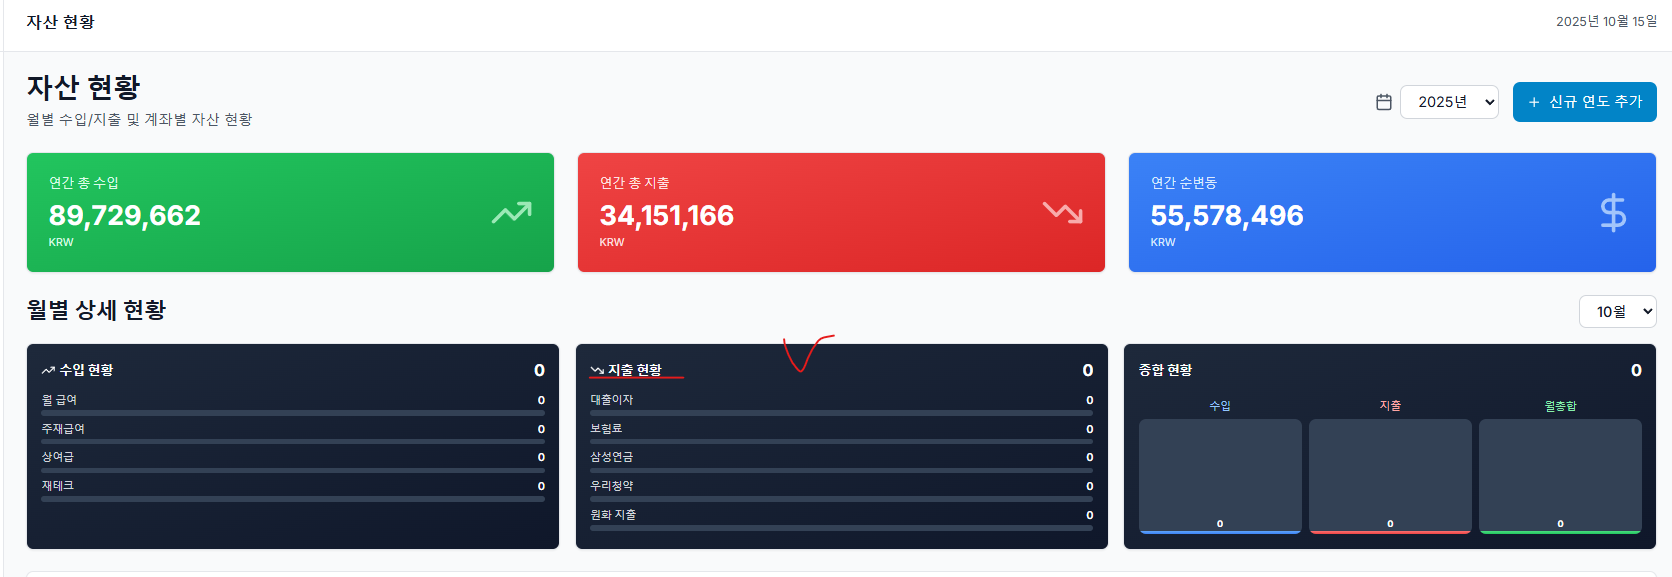 자산 현황
2025년 10월 15일
자산 현황
월별 수입/지출 및 계좌별 자산 현황
2025년
+ 신규 연도 추가
연간 총 수입
89,729,662
KRW
연간 총 지출
34,151,166
KRW
연간 순변동
55,578,496
KRW
월별 상세 현황
10월
수입 현황 0
월 급여 0
주재급여 0
상여급 0
재테크 0
지출 현황 0
대출이자 0
보험료 0
삼성연금 0
우리청약 0
원화 지출 0
종합 현황 0
수입 지출 월총합
0 0 0